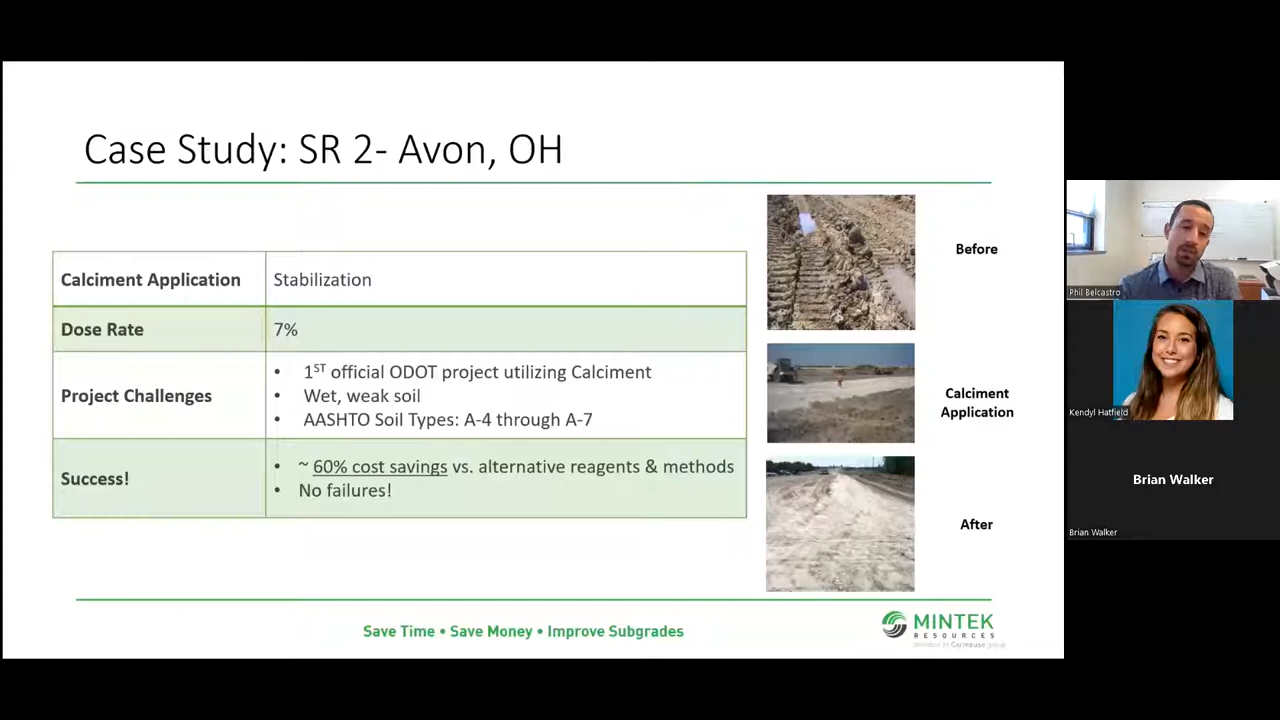 Case Study: SR 2- Avon, OH
Calciment Application
Stabilization
Dose Rate
7%
Project Challenges
• 1ST official ODOT project utilizing Calciment
• Wet, weak soil
• AASHTO Soil Types: A-4 through A-7
Success!
• ~ 60% cost savings vs. alternative reagents & methods
• No failures!
Before
Calciment
Application
After
Save Time • Save Money • Improve Subgrades
MINTEK
RESOURCES
Carmeuse group
Phil Belcastro
Kendyl Hatfield
Brian Walker
Brian Walker